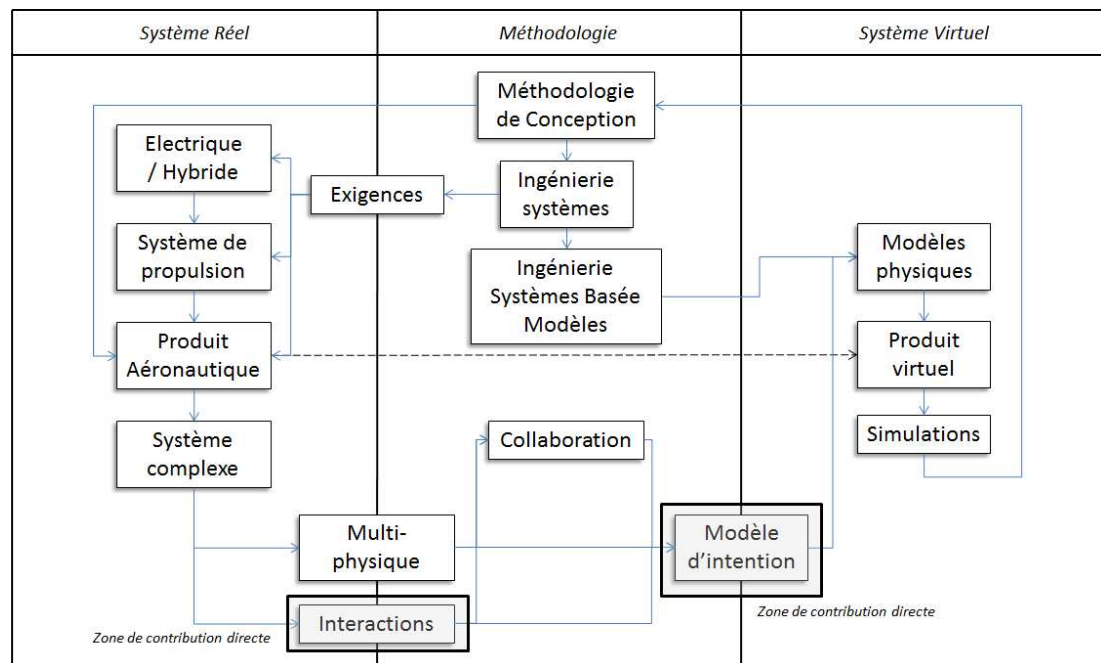 Système Réel
Méthodologie
Système Virtuel
Méthodologie
de Conception
Electrique
/ Hybride
Exigences
Ingénierie
systèmes
Système de
propulsion
Ingénierie
Systèmes Basée
Modèles
Modèles
physiques
Produit
Aéronautique
Produit
virtuel
Système
complexe
Collaboration
Simulations
Multi-
physique
Modèle
d'intention
Interactions
Zone de contribution directe
Zone de contribution directe